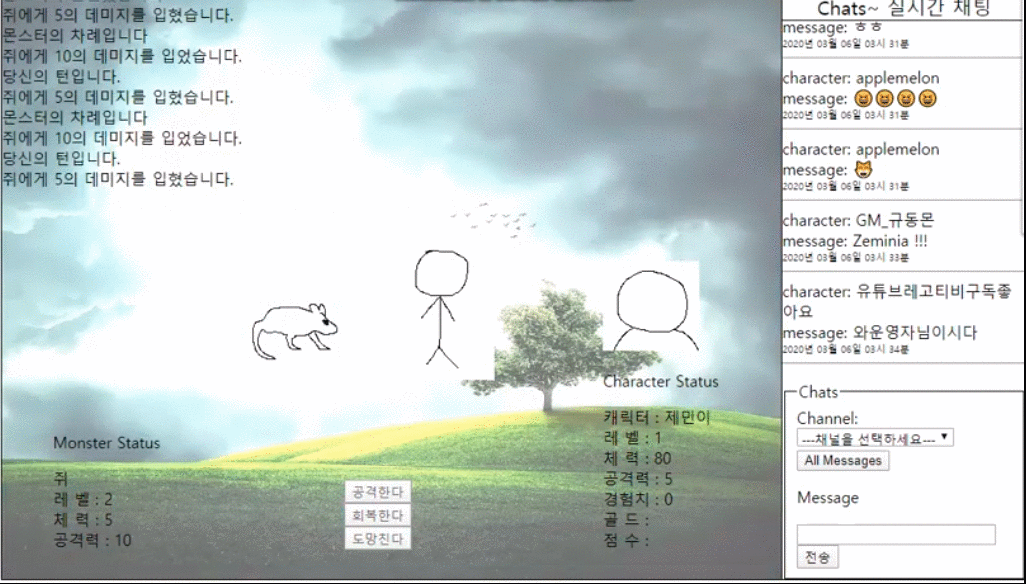 쥐에게 5의 데미지를 입혔습니다.
몬스터의 차례입니다
쥐에게 10의 데미지를 입었습니다.
당신의 턴입니다.
쥐에게 5의 데미지를 입혔습니다.
몬스터의 차례입니다
쥐에게 10의 데미지를 입었습니다.
당신의 턴입니다.
쥐에게 5의 데미지를 입혔습니다.
Monster Status
쥐
레 벨 : 2
체 력 : 5
공격력 : 10
공격한다
회복한다
도망친다
Character Status
캐릭터 : 제민이
레 벨 : 1
체 력 : 80
공격력 : 5
경험치 : 0
골 드 :
점 수 :
Chats~ 실시간 채팅
message: ㅎㅎ
2020년 03월 06일 03시 31분
character: applemelon
message: 😆😆😆😆
2020년 03월 06일 03시 31분
character: applemelon
message: 😹
2020년 03월 06일 03시 31분
character: GM_규동몬
message: Zeminia !!!
2020년 03월 06일 03시 33분
character: 유튜브레고티비구독좋
아요
message: 와운영자님이시다
2020년 03월 06일 03시 34분
Chats
Channel:
---채널을 선택하세요---
All Messages
Message
전송